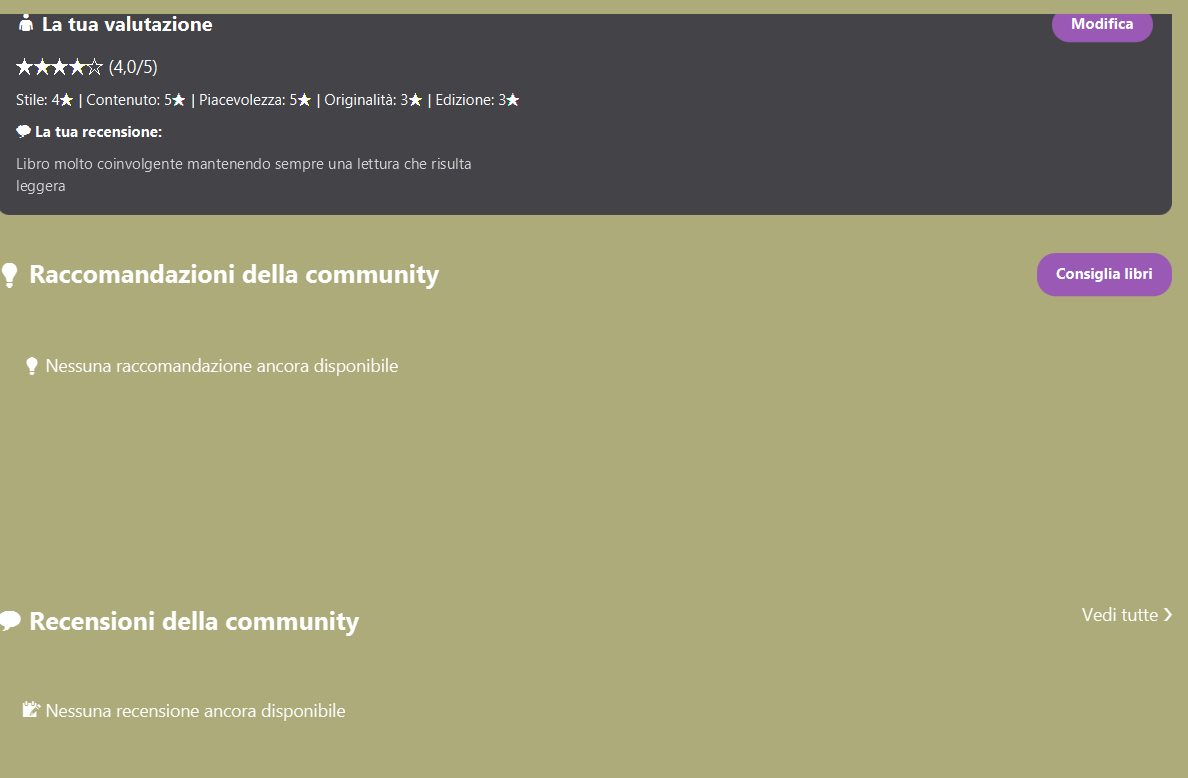 La tua valutazione
Modifica
★★★★☆ (4,0/5)
Stile: 4★ | Contenuto: 5★ | Piacevolezza: 5★ | Originalità: 3★ | Edizione: 3★
La tua recensione:
Libro molto coinvolgente mantenendo sempre una lettura che risulta
leggera
Raccomandazioni della community
Consiglia libri
Nessuna raccomandazione ancora disponibile
Recensioni della community
Vedi tutte ❯
Nessuna recensione ancora disponibile